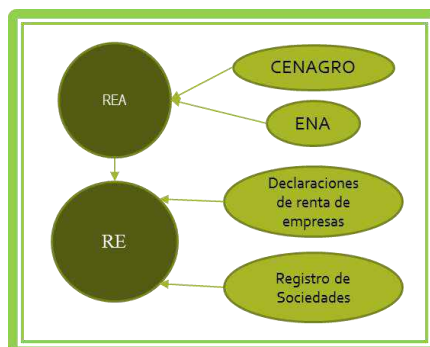 CENAGRO
REA
ENA
Declaraciones
de renta de
empresas
RE
Registro de
Sociedades